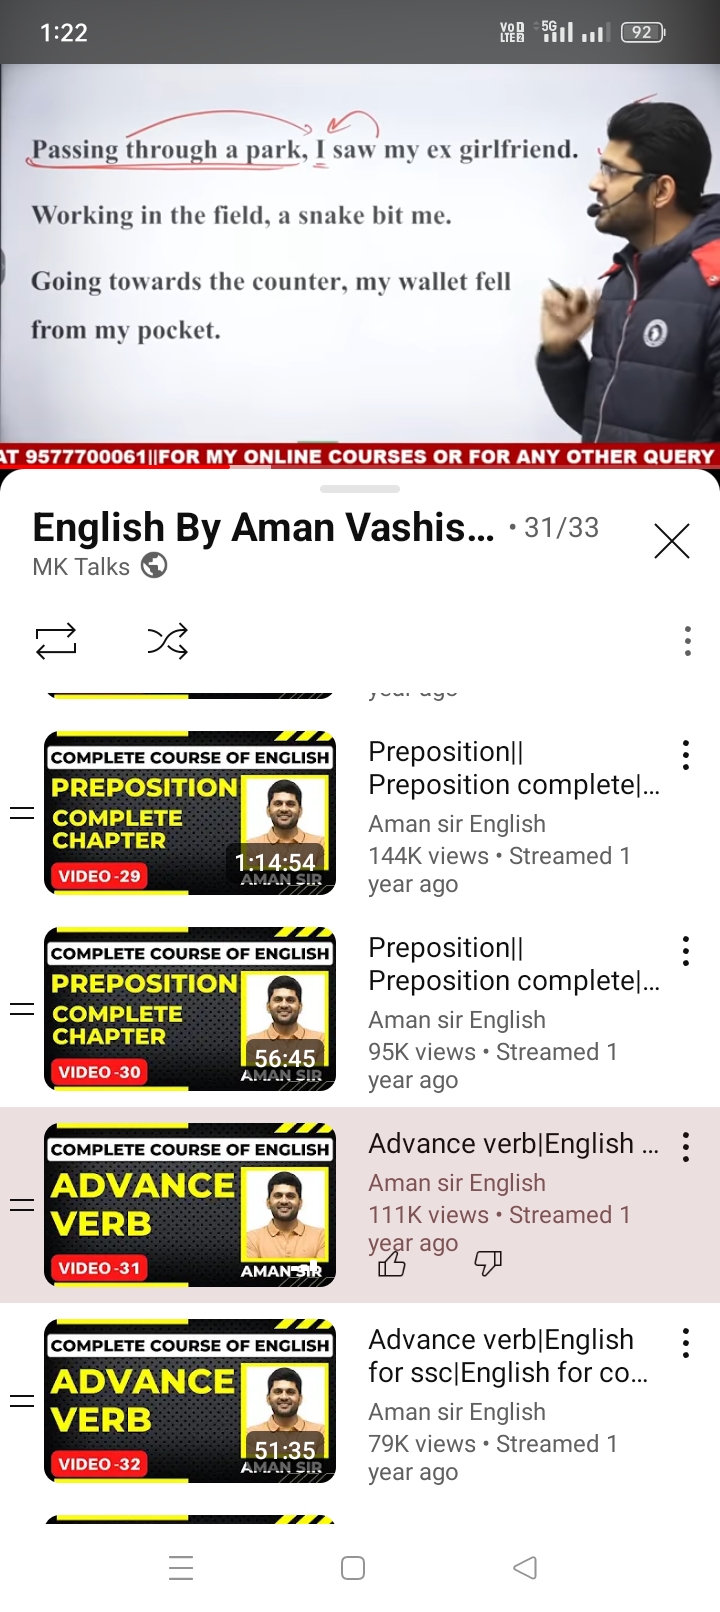 1:22
Vo LTE2 5G 92
Passing through a park, I saw my ex girlfriend.
Working in the field, a snake bit me.
Going towards the counter, my wallet fell
from my pocket.
AT 9577700061||FOR MY ONLINE COURSES OR FOR ANY OTHER QUERY
English By Aman Vashis... • 31/33
MK Talks
year ago
COMPLETE COURSE OF ENGLISH
PREPOSITION
COMPLETE
CHAPTER
VIDEO -29
1:14:54
AMAN SIR
Preposition||
Preposition complete|...
Aman sir English
144K views • Streamed 1
year ago
COMPLETE COURSE OF ENGLISH
PREPOSITION
COMPLETE
CHAPTER
VIDEO -30
56:45
AMAN SIR
Preposition||
Preposition complete|...
Aman sir English
95K views • Streamed 1
year ago
COMPLETE COURSE OF ENGLISH
ADVANCE
VERB
VIDEO -31
AMAN SIR
Advance verb|English ...
Aman sir English
111K views • Streamed 1
year ago
COMPLETE COURSE OF ENGLISH
ADVANCE
VERB
VIDEO -32
51:35
AMAN SIR
Advance verb|English
for ssc|English for co...
Aman sir English
79K views • Streamed 1
year ago